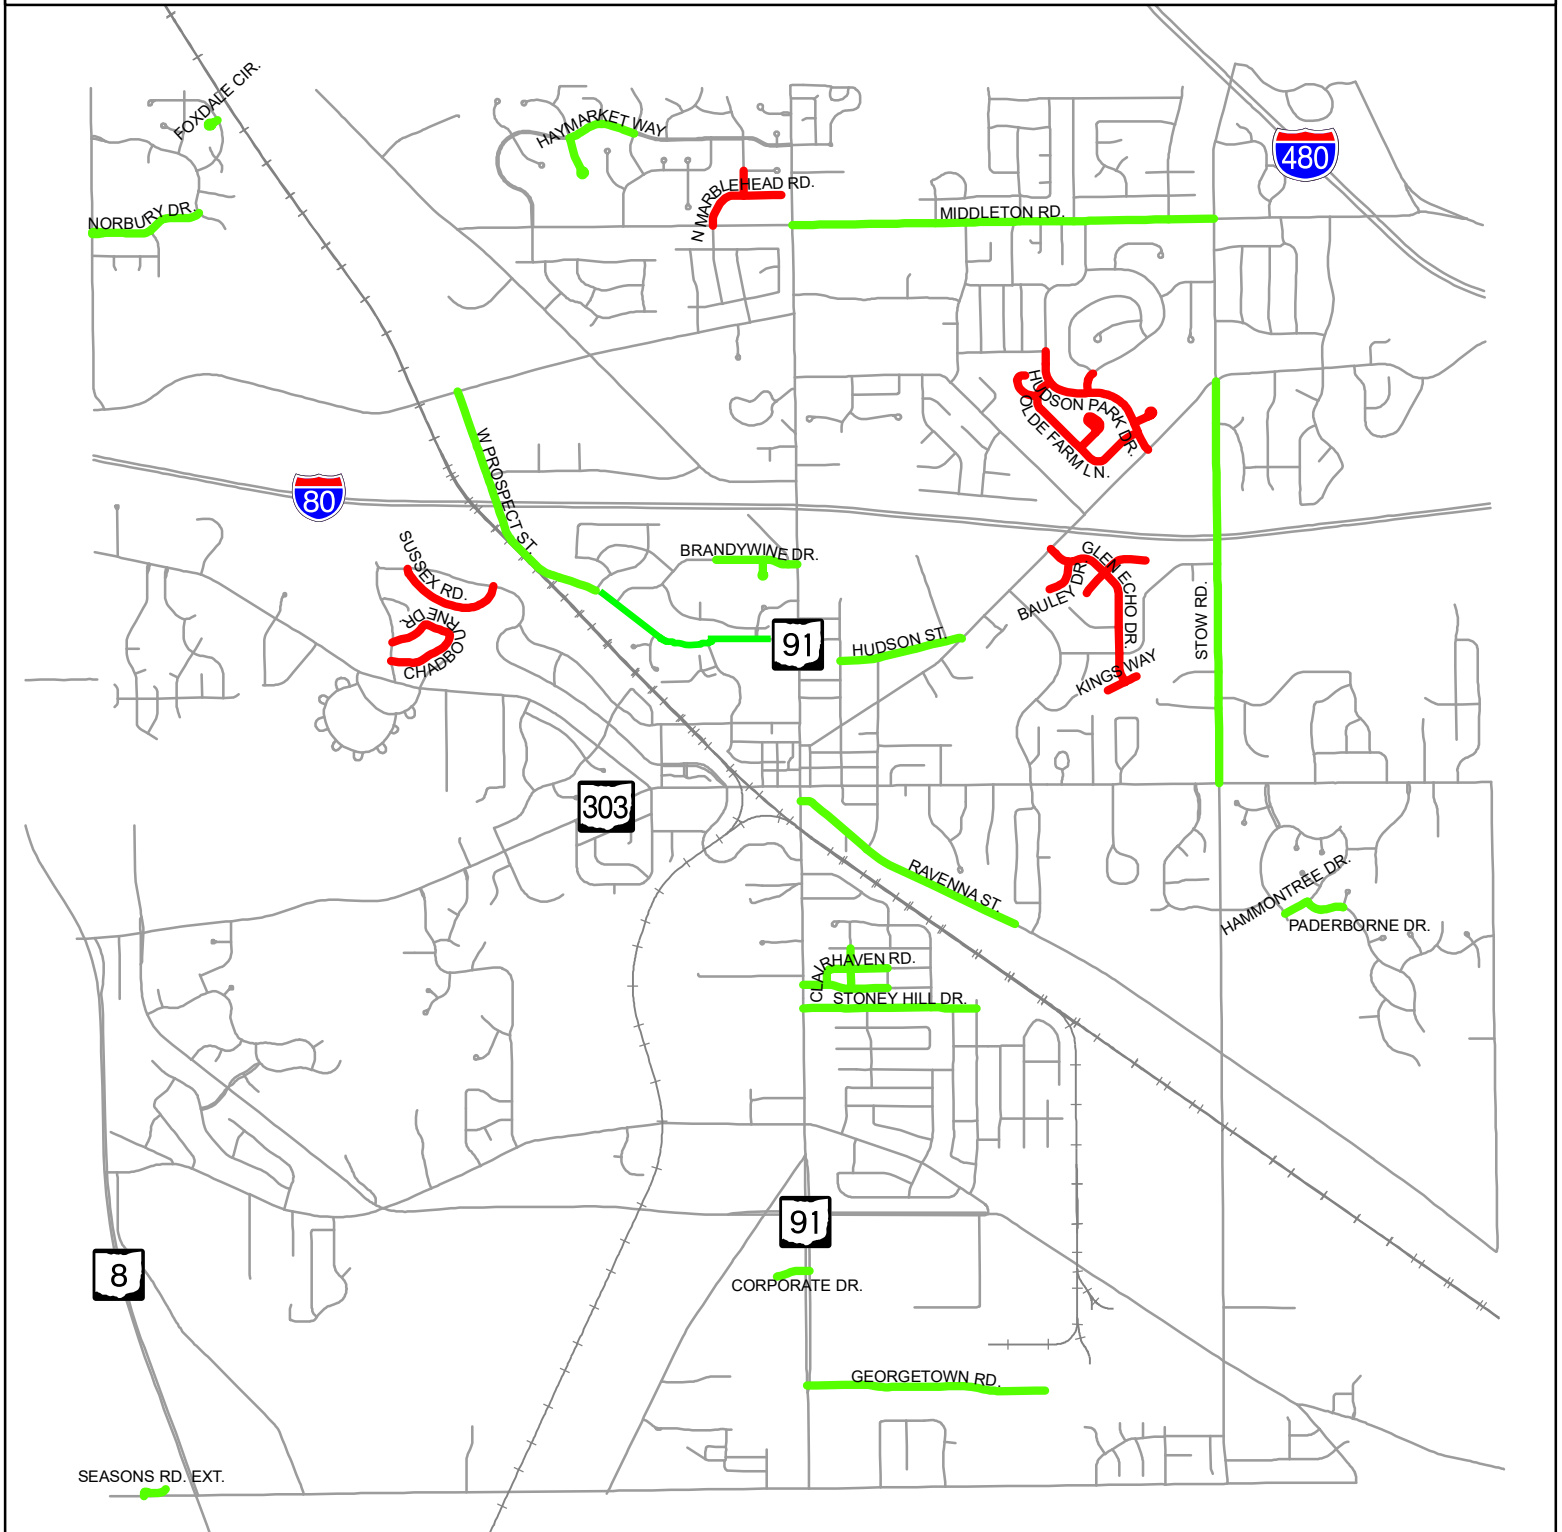 FOXDALE CIR.
HAYMARKET WAY
480
N MARBLEHEAD RD.
NORBURY DR.
MIDDLETON RD.
HUDSON PARK DR.
OLDE FARM LN.
W PROSPECT ST.
80
SUSSEX RD.
BRANDYWINE DR.
GLEN ECHO DR.
BAULEY DR.
STOW RD.
CHADBOURNE DR.
91
HUDSON ST.
KINGS WAY
303
RAVENNA ST.
HAMMONTREE DR.
PADERBORNE DR.
CLAIRHAVEN RD.
STONEY HILL DR.
91
8
CORPORATE DR.
GEORGETOWN RD.
SEASONS RD. EXT.